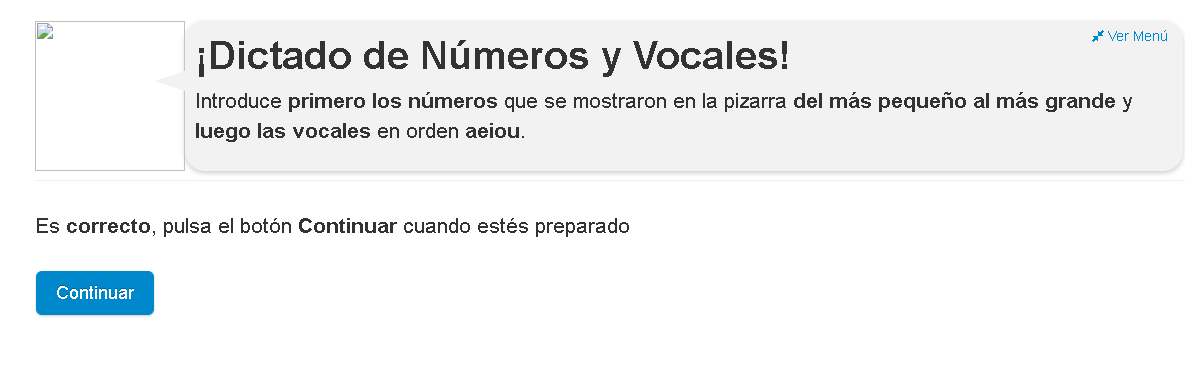 Ver Menú
¡Dictado de Números y Vocales!
Introduce primero los números que se mostraron en la pizarra del más pequeño al más grande y
luego las vocales en orden aeiou.
Es correcto, pulsa el botón Continuar cuando estés preparado
Continuar